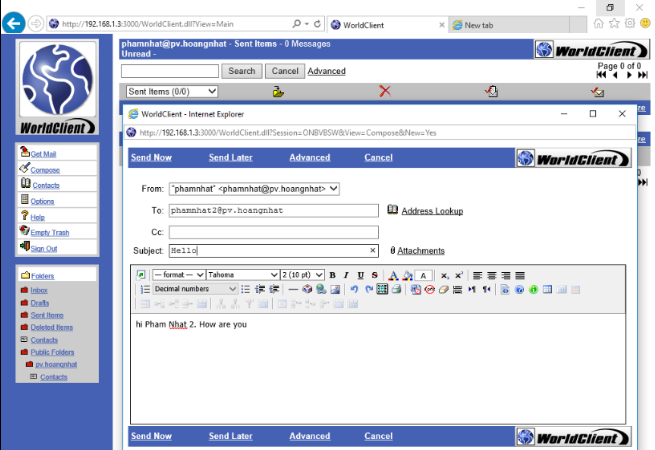 http://192.168.1.3:3000/WorldClient.dll?View=Main
WorldClient
New tab
phamnhat@pv.hoangnhat - Sent Items - 0 Messages
Unread -
WorldClient
Search Cancel Advanced
Page 0 of 0
Sent Items (0/0)
WorldClient
Get Mail
Compose
Contacts
Options
Help
Empty Trash
Sign Out
Folders
Inbox
Drafts
Sent Items
Deleted Items
Contacts
Public Folders
pv.hoangnhat
Contacts
WorldClient - Internet Explorer
http://192.168.1.3:3000/WorldClient.dll?Session=ONBVBSW&View=Compose&New=Yes
Send Now Send Later Advanced Cancel
WorldClient
From: "phamnhat" <phamnhat@pv.hoangnhat>
To: phamnhat2@pv.hoangnhat
Address Lookup
Cc:
Subject: Hello
Attachments
-- format -- Tahoma 2 (10 pt) B I U S
Decimal numbers
hi Pham Nhat 2. How are you
Send Now Send Later Advanced Cancel
WorldClient